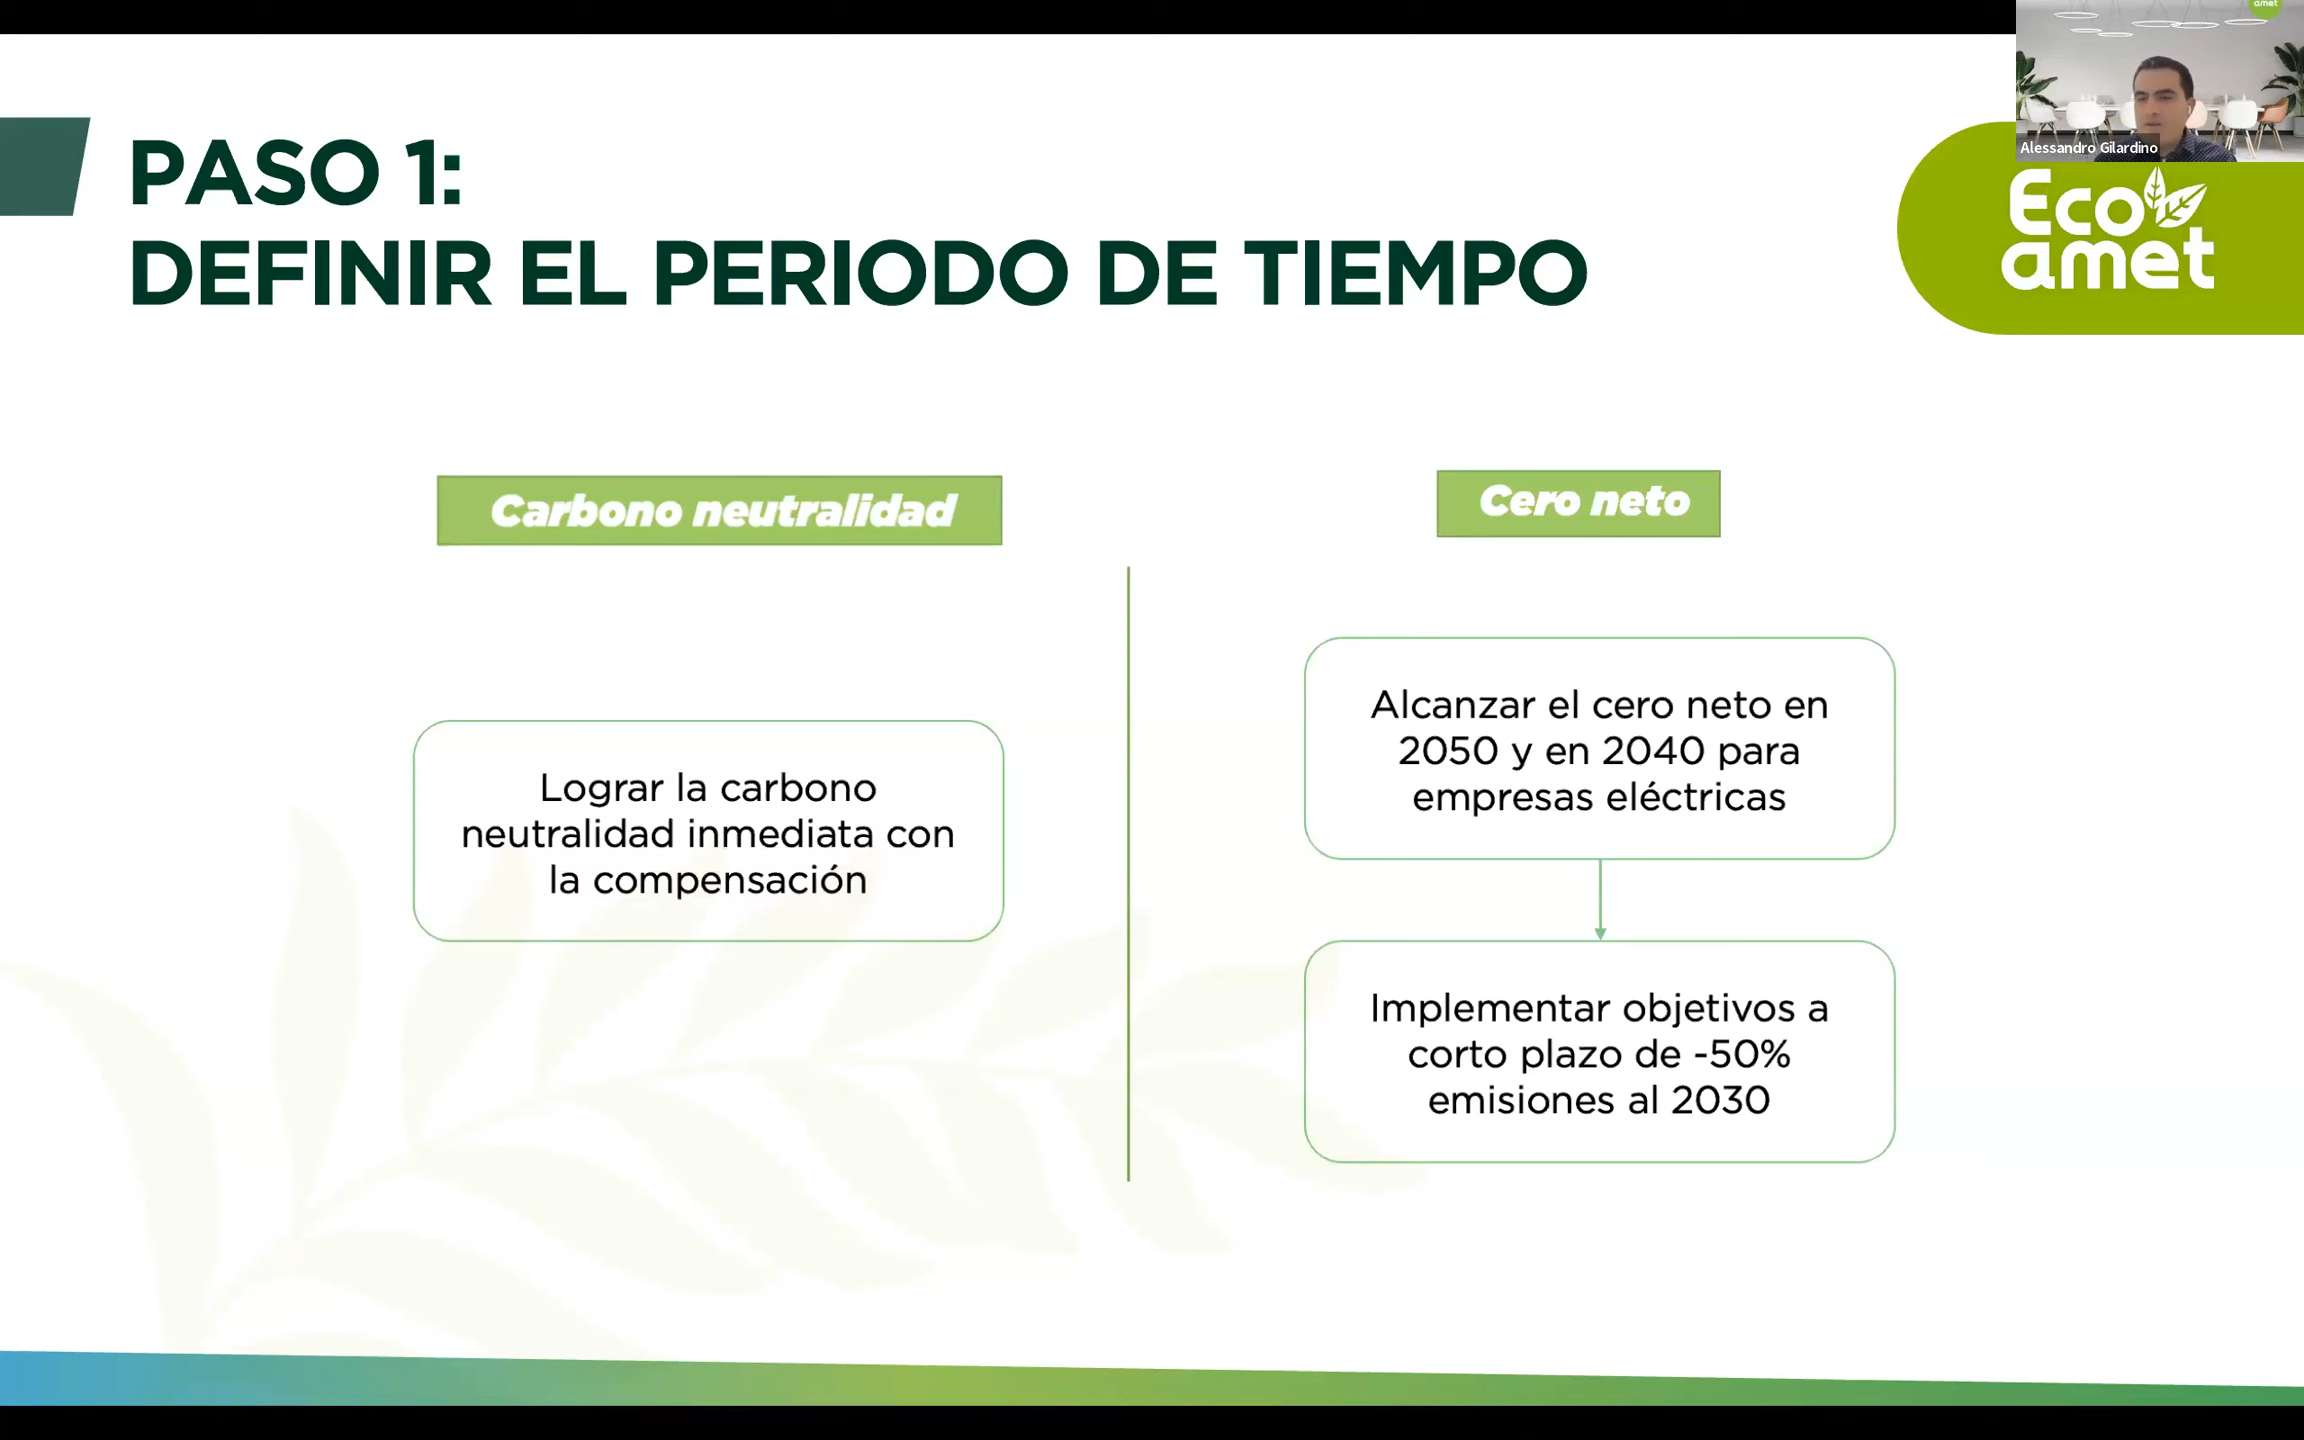 amet
Alessandro Gilardino
Eco
amet
PASO 1:
DEFINIR EL PERIODO DE TIEMPO
Carbono neutralidad
Cero neto
Lograr la carbono
neutralidad inmediata con
la compensación
Alcanzar el cero neto en
2050 y en 2040 para
empresas eléctricas
Implementar objetivos a
corto plazo de -50%
emisiones al 2030